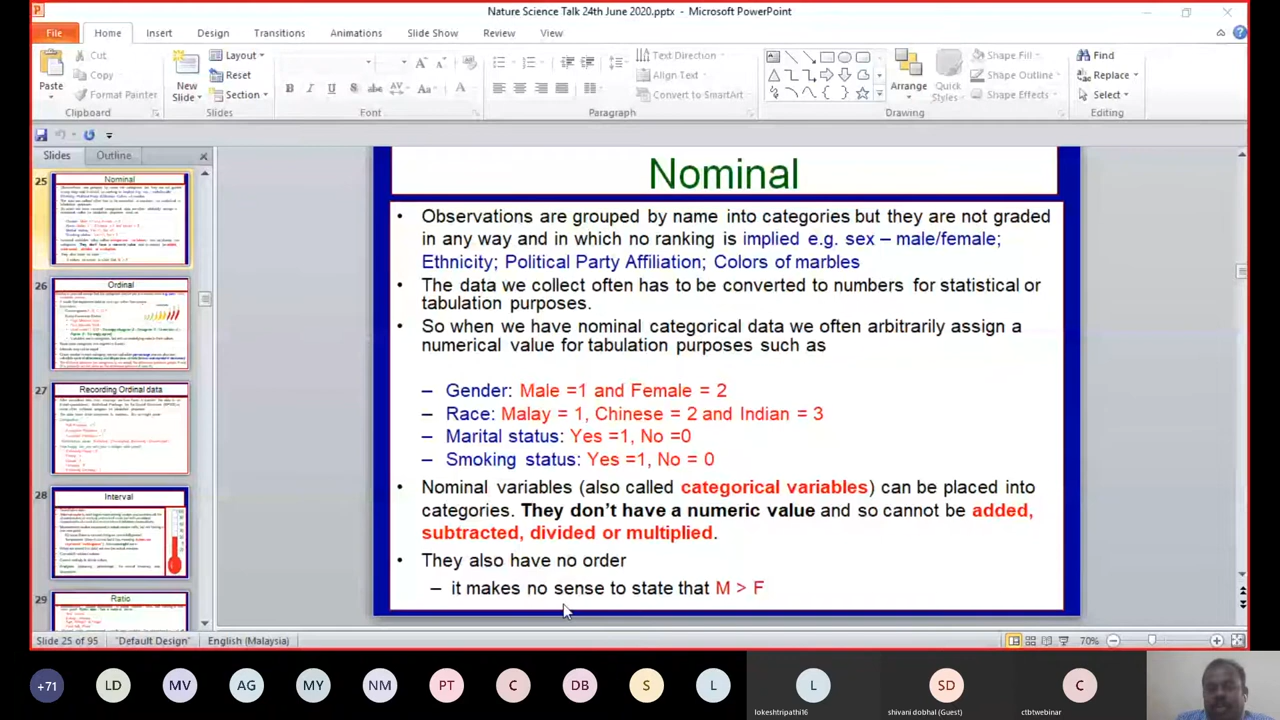 Nature Science Talk 24th June 2020.pptx - Microsoft PowerPoint
File Home Insert Design Transitions Animations Slide Show Review View
Paste
Cut
Copy
Format Painter
Clipboard
New Slide
Layout
Reset
Section
Slides
Font
Text Direction
Align Text
Convert to SmartArt
Paragraph
Arrange
Quick Styles
Shape Fill
Shape Outline
Shape Effects
Drawing
Find
Replace
Select
Editing
Slides Outline
25
Nominal
26
Ordinal
27
Recording Ordinal data
28
Interval
29
Ratio
Nominal
• Observations are grouped by name into categories but they are not graded
in any way and in which no ranking is implied e.g. sex – male/female;
Ethnicity; Political Party Affiliation; Colors of marbles
• The data we collect often has to be converted to numbers for statistical or
tabulation purposes.
• So when we have nominal categorical data, we often arbitrarily assign a
numerical value for tabulation purposes such as
– Gender: Male =1 and Female = 2
– Race: Malay = 1, Chinese = 2 and Indian = 3
– Marital status: Yes =1, No =0
– Smoking status: Yes =1, No = 0
• Nominal variables (also called categorical variables) can be placed into
categories. They don't have a numeric value so cannot be added,
subtracted, divided or multiplied.
• They also have no order
– it makes no sense to state that M > F
Slide 25 of 95 "Default Design" English (Malaysia) 70%
+71 LD MV AG MY NM PT C DB S L L SD C
lokeshtripathi16 shivani dobhal (Guest) ctbtwebinar